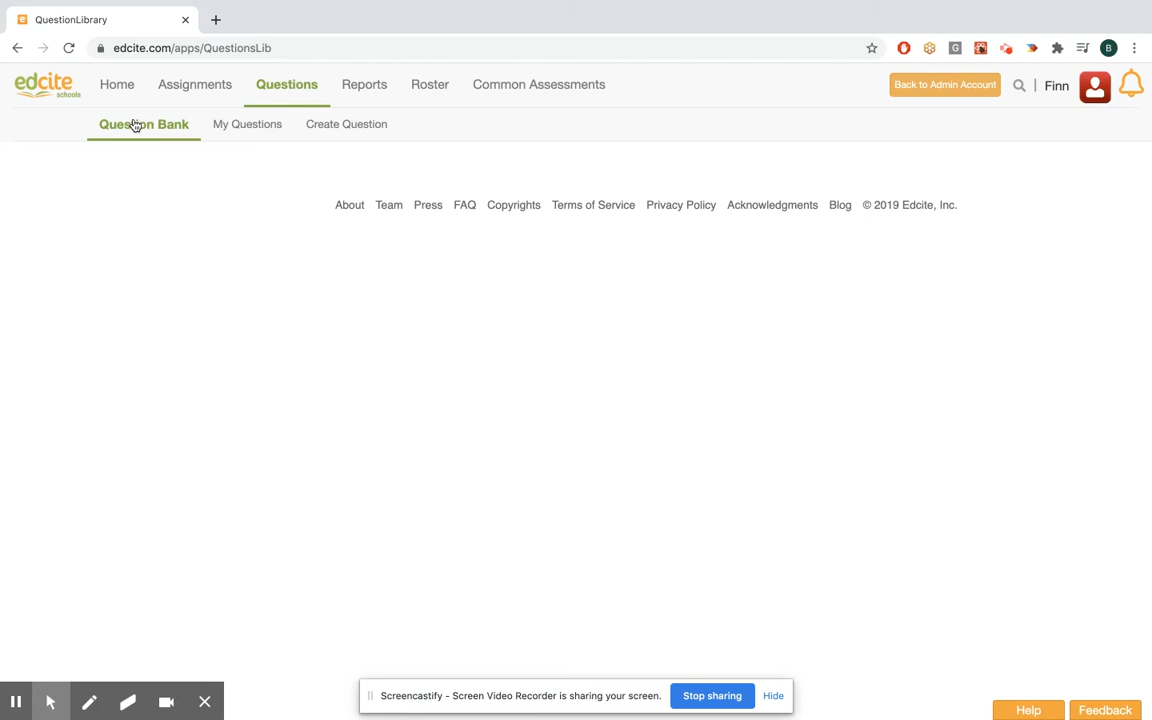 QuestionLibrary
edcite.com/apps/QuestionsLib
B
edcite
schools
Home Assignments Questions Reports Roster Common Assessments
Back to Admin Account
Finn
Question Bank My Questions Create Question
About Team Press FAQ Copyrights Terms of Service Privacy Policy Acknowledgments Blog © 2019 Edcite, Inc.
Screencastify - Screen Video Recorder is sharing your screen. Stop sharing Hide
Help Feedback